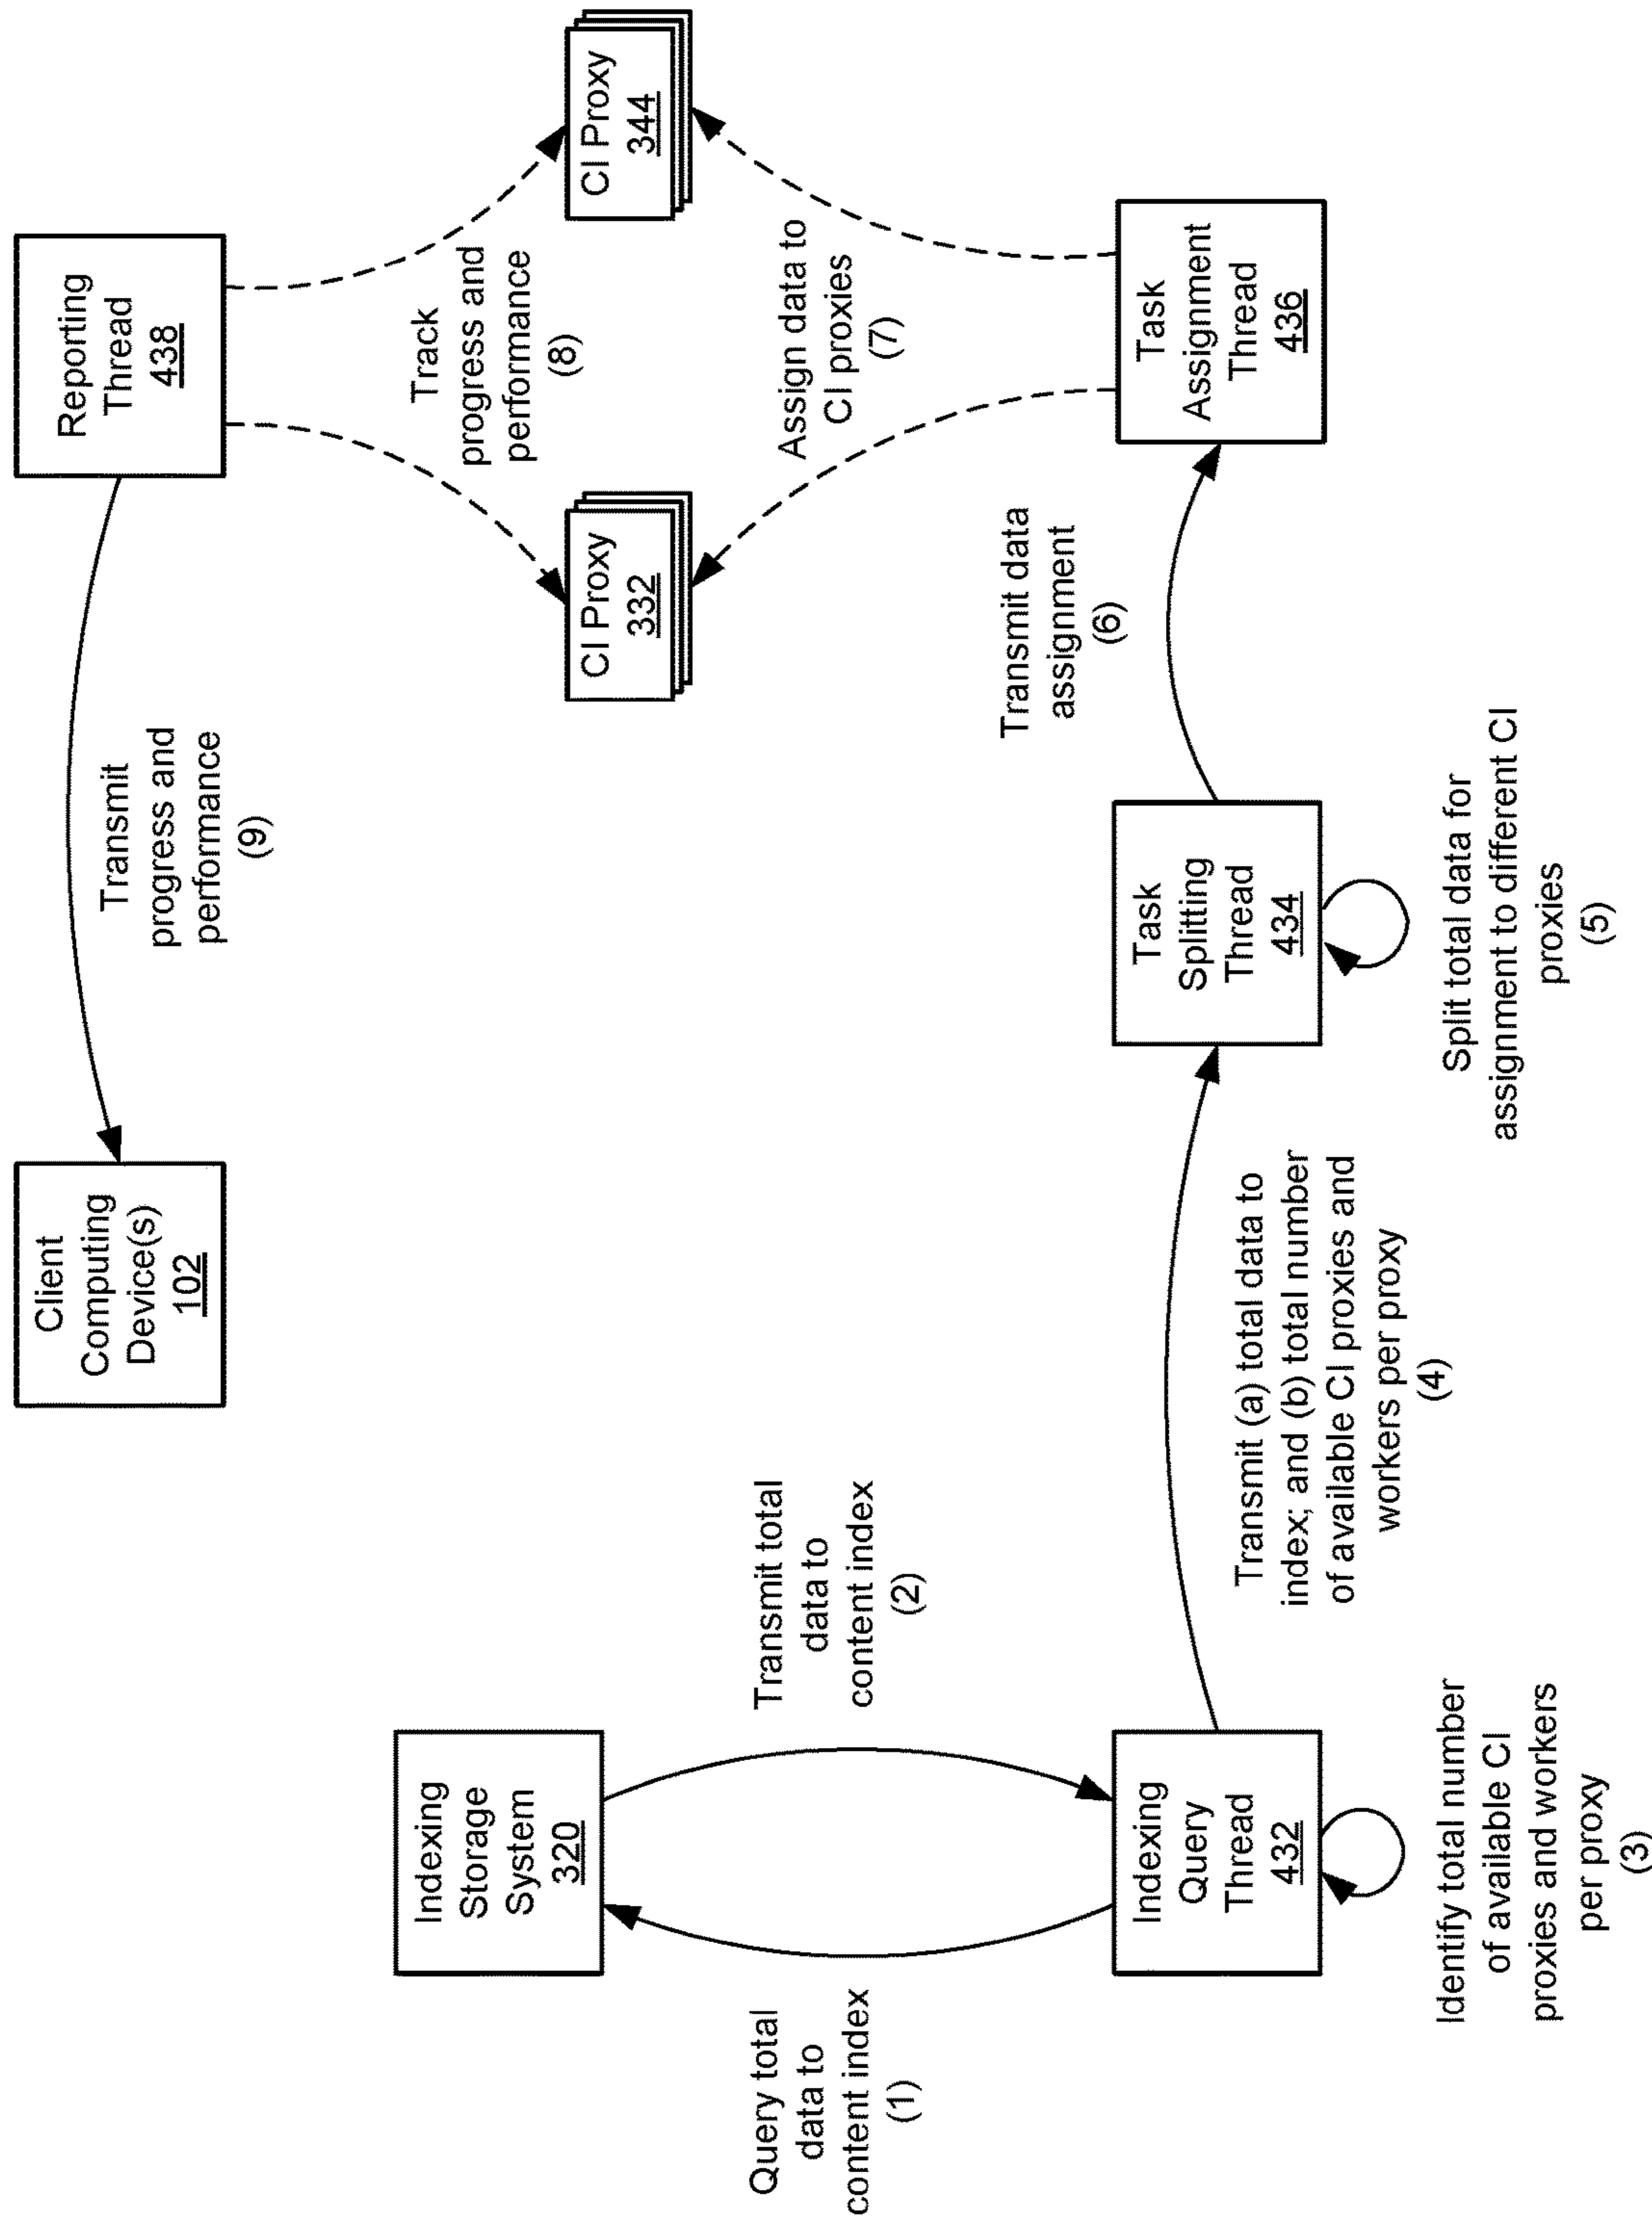 Client
Computing
Device(s)
102
Transmit
progress and
performance
(9)
Reporting
Thread
438
Indexing
Storage
System
320
Track
progress and
performance
(8)
CI Proxy
332
CI Proxy
344
Query total
data to
content index
(1)
Transmit total
data to
content index
(2)
Assign data to
CI proxies
(7)
Indexing
Query
Thread
432
Identify total number
of available CI
proxies and workers
per proxy
(3)
Transmit (a) total data to
index; and (b) total number
of available CI proxies and
workers per proxy
(4)
Task
Splitting
Thread
434
Split total data for
assignment to different CI
proxies
(5)
Transmit data
assignment
(6)
Task
Assignment
Thread
436